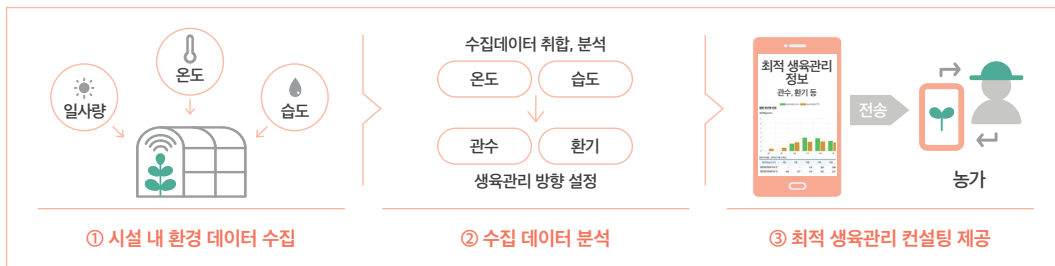 온도
일사량
습도
① 시설 내 환경 데이터 수집
수집데이터 취합, 분석
온도
습도
관수
환기
생육관리 방향 설정
② 수집 데이터 분석
최적 생육관리
정보
관수, 환기 등
전송
농가
③ 최적 생육관리 컨설팅 제공